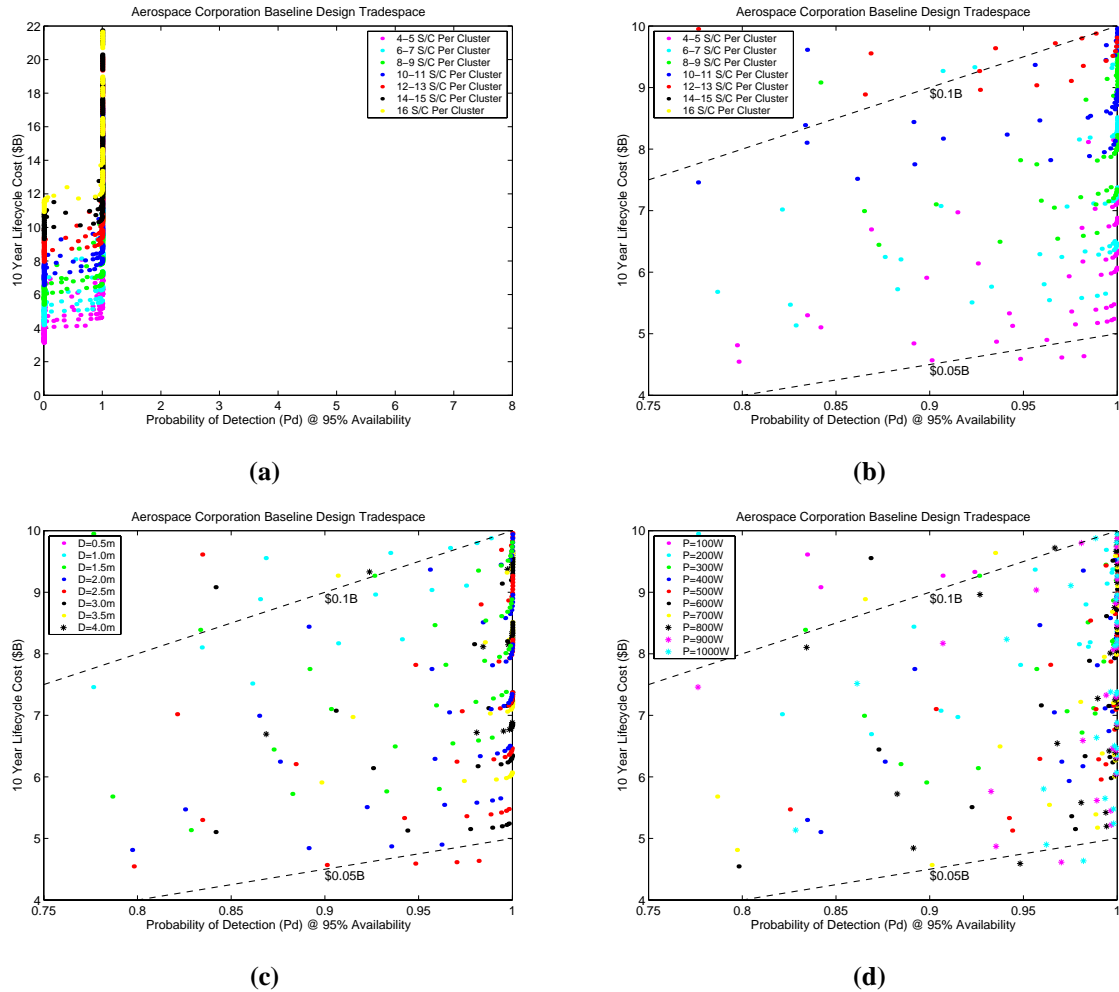 Aerospace Corporation Baseline Design Tradespace
22
20
18
16
14
12
10
8
6
4
2
0
10 Year Lifecycle Cost ($B)
4−5 S/C Per Cluster
6−7 S/C Per Cluster
8−9 S/C Per Cluster
10−11 S/C Per Cluster
12−13 S/C Per Cluster
14−15 S/C Per Cluster
16 S/C Per Cluster
0 1 2 3 4 5 6 7 8
Probability of Detection (Pd) @ 95% Availability
(a)
Aerospace Corporation Baseline Design Tradespace
10
9
8
7
6
5
4
10 Year Lifecycle Cost ($B)
4−5 S/C Per Cluster
6−7 S/C Per Cluster
8−9 S/C Per Cluster
10−11 S/C Per Cluster
12−13 S/C Per Cluster
14−15 S/C Per Cluster
16 S/C Per Cluster
$0.1B
$0.05B
0.75 0.8 0.85 0.9 0.95 1
Probability of Detection (Pd) @ 95% Availability
(b)
Aerospace Corporation Baseline Design Tradespace
10
9
8
7
6
5
4
10 Year Lifecycle Cost ($B)
D=0.5m
D=1.0m
D=1.5m
D=2.0m
D=2.5m
D=3.0m
D=3.5m
D=4.0m
$0.1B
$0.05B
0.75 0.8 0.85 0.9 0.95 1
Probability of Detection (Pd) @ 95% Availability
(c)
Aerospace Corporation Baseline Design Tradespace
10
9
8
7
6
5
4
10 Year Lifecycle Cost ($B)
P=100W
P=200W
P=300W
P=400W
P=500W
P=600W
P=700W
P=800W
P=900W
P=1000W
$0.1B
$0.05B
0.75 0.8 0.85 0.9 0.95 1
Probability of Detection (Pd) @ 95% Availability
(d)